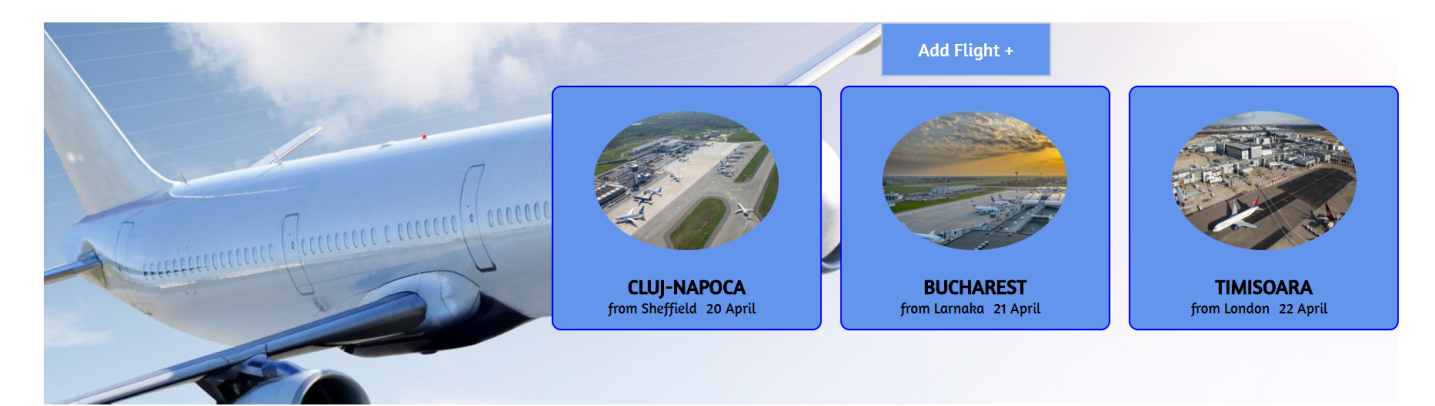 Add Flight +
CLUJ-NAPOCA
from Sheffield 20 April
BUCHAREST
from Larnaka 21 April
TIMISOARA
from London 22 April